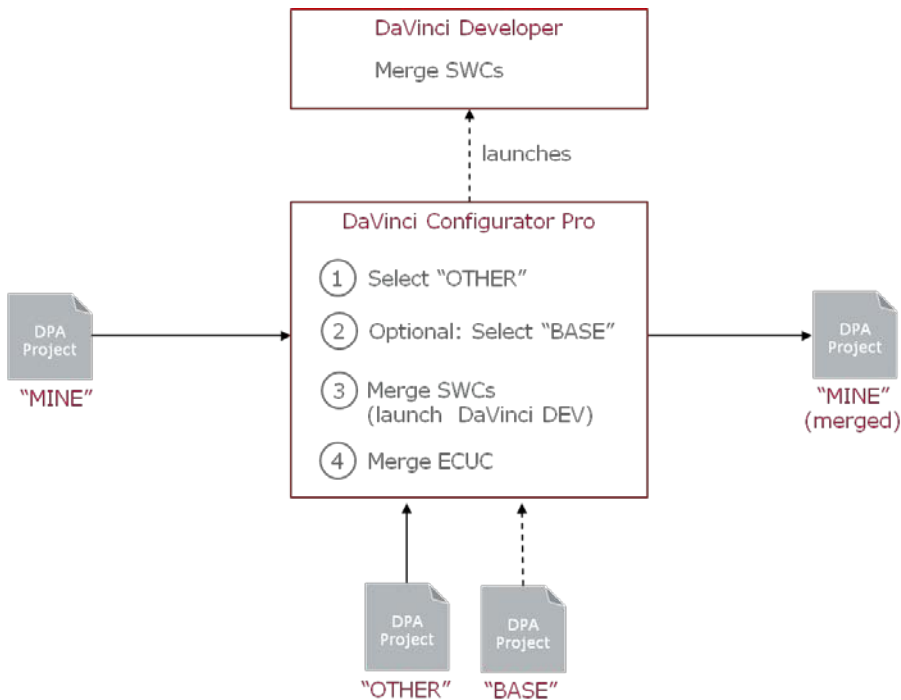 DaVinci Developer
Merge SWCs
launches
DaVinci Configurator Pro
1 Select “OTHER”
2 Optional: Select “BASE”
3 Merge SWCs
(launch DaVinci DEV)
4 Merge ECUC
DPA
Project
“MINE”
DPA
Project
“MINE”
(merged)
DPA
Project
“OTHER”
DPA
Project
“BASE”